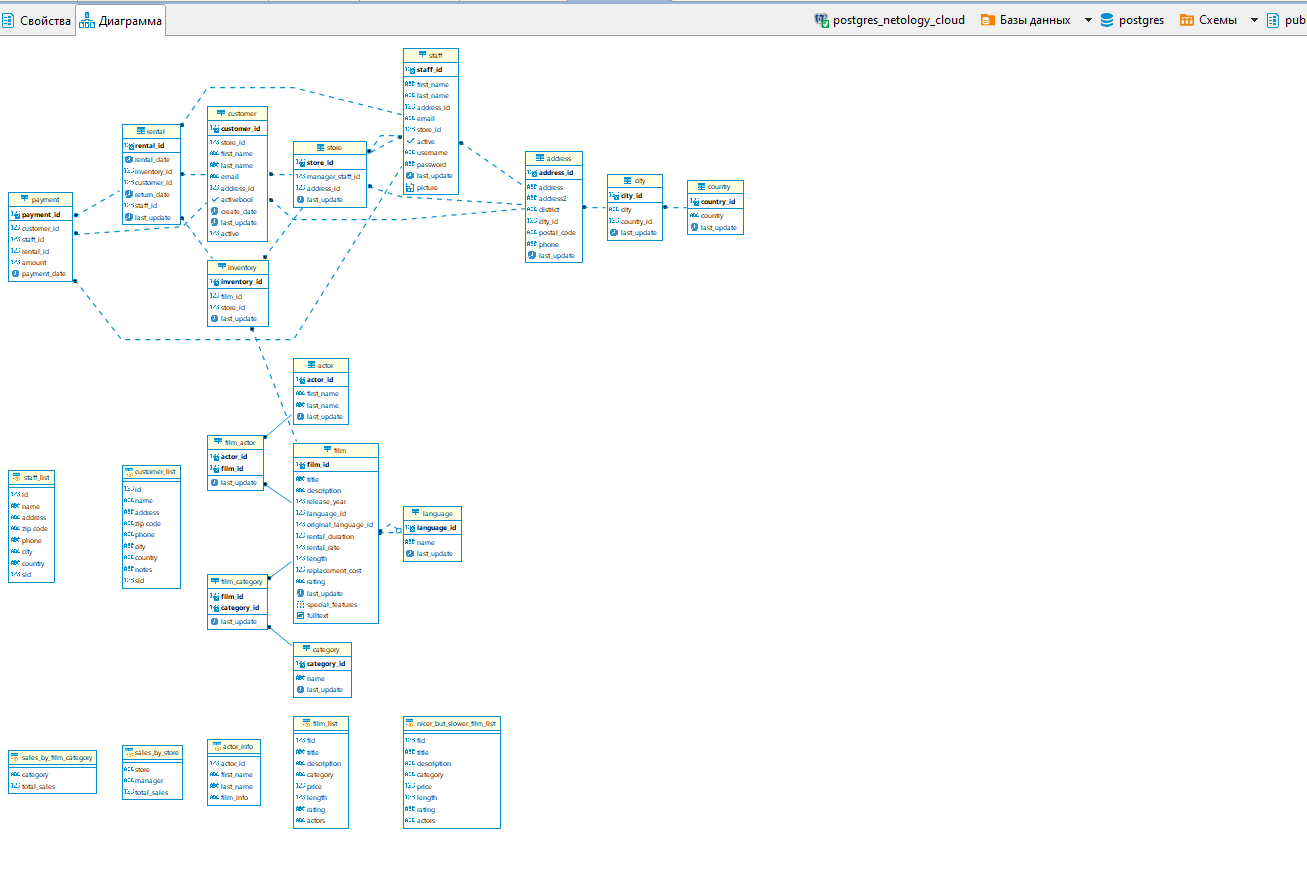 Свойства
Диаграмма
postgres_netology_cloud
Базы данных
postgres
Схемы
pub
staff
staff_id
first_name
last_name
address_id
email
store_id
active
username
password
last_update
picture
customer
customer_id
store_id
first_name
last_name
email
address_id
activebool
create_date
last_update
active
rental
rental_id
rental_date
inventory_id
customer_id
return_date
staff_id
last_update
store
store_id
manager_staff_id
address_id
last_update
address
address_id
address
address2
district
city_id
postal_code
phone
last_update
city
city_id
city
country_id
last_update
country
country_id
country
last_update
payment
payment_id
customer_id
staff_id
rental_id
amount
payment_date
inventory
inventory_id
film_id
store_id
last_update
actor
actor_id
first_name
last_name
last_update
film_actor
actor_id
film_id
last_update
film
film_id
title
description
release_year
language_id
original_language_id
rental_duration
rental_rate
length
replacement_cost
rating
last_update
special_features
fulltext
language
language_id
name
last_update
staff_list
id
name
address
zip code
phone
city
country
sid
customer_list
id
name
address
zip code
phone
city
country
notes
sid
film_category
film_id
category_id
last_update
category
category_id
name
last_update
sales_by_film_category
category
total_sales
sales_by_store
store
manager
total_sales
actor_info
actor_id
first_name
last_name
film_info
film_list
fid
title
description
category
price
length
rating
actors
nicer_but_slower_film_list
fid
title
description
category
price
length
rating
actors